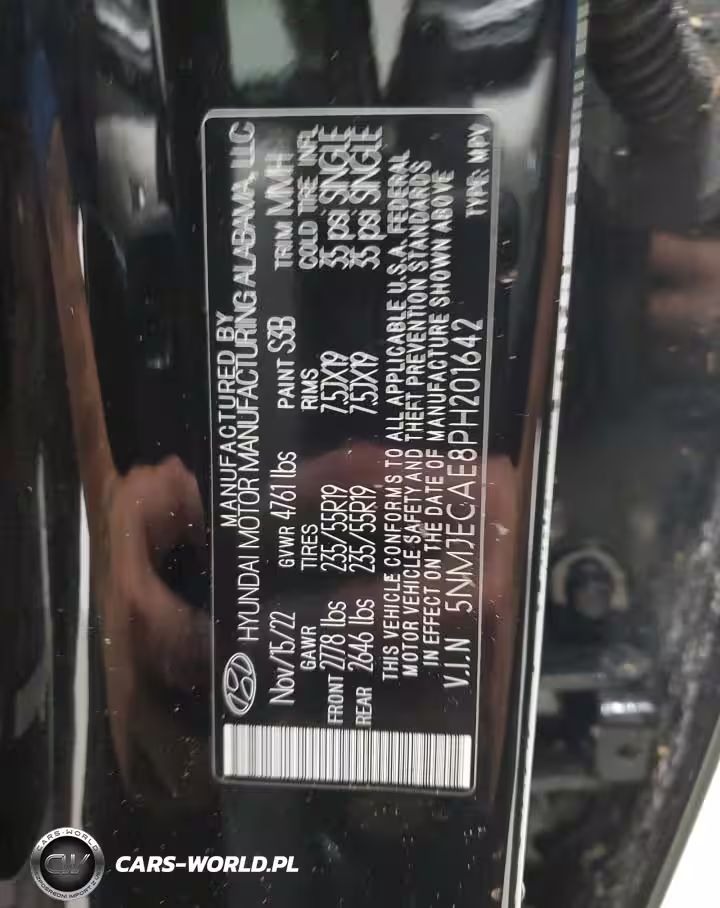 MANUFACTURED BY
HYUNDAI MOTOR MANUFACTURING ALABAMA, LLC
Nov/15/22 GVWR 4761 lbs PAINT S3B TRIM MMH
GAWR TIRES RIMS COLD TIRE INFL
FRONT 2778 lbs 235/55R19 7.5JX19 35 psi SINGLE
REAR 2646 lbs 235/55R19 7.5JX19 35 psi SINGLE
THIS VEHICLE CONFORMS TO ALL APPLICABLE U.S.A. FEDERAL
MOTOR VEHICLE SAFETY AND THEFT PREVENTION STANDARDS
IN EFFECT ON THE DATE OF MANUFACTURE SHOWN ABOVE
V.I.N 5NMJECAE8PH201642 TYPE: MPV
CARS-WORLD
CW
CARS-WORLD.PL